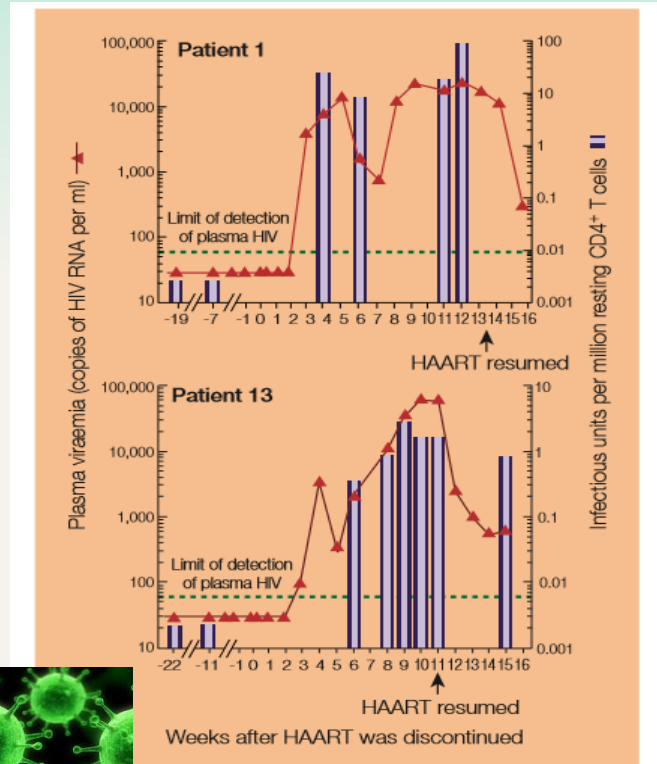 Patient 1
100,000
10,000
1,000
100
10
100
10
1
0.1
0.01
0.001
Limit of detection
of plasma HIV
-19 -7 -1 0 1 2 3 4 5 6 7 8 9 10 11 12 13 14 15 16
HAART resumed
Plasma viraemia (copies of HIV RNA per ml)
Infectious units per million resting CD4⁺ T cells
Patient 13
100,000
10,000
1,000
100
10
10
1
0.1
0.01
0.001
Limit of detection
of plasma HIV
-22 -11 -1 0 1 2 3 4 5 6 7 8 9 10 11 12 13 14 15 16
HAART resumed
Weeks after HAART was discontinued